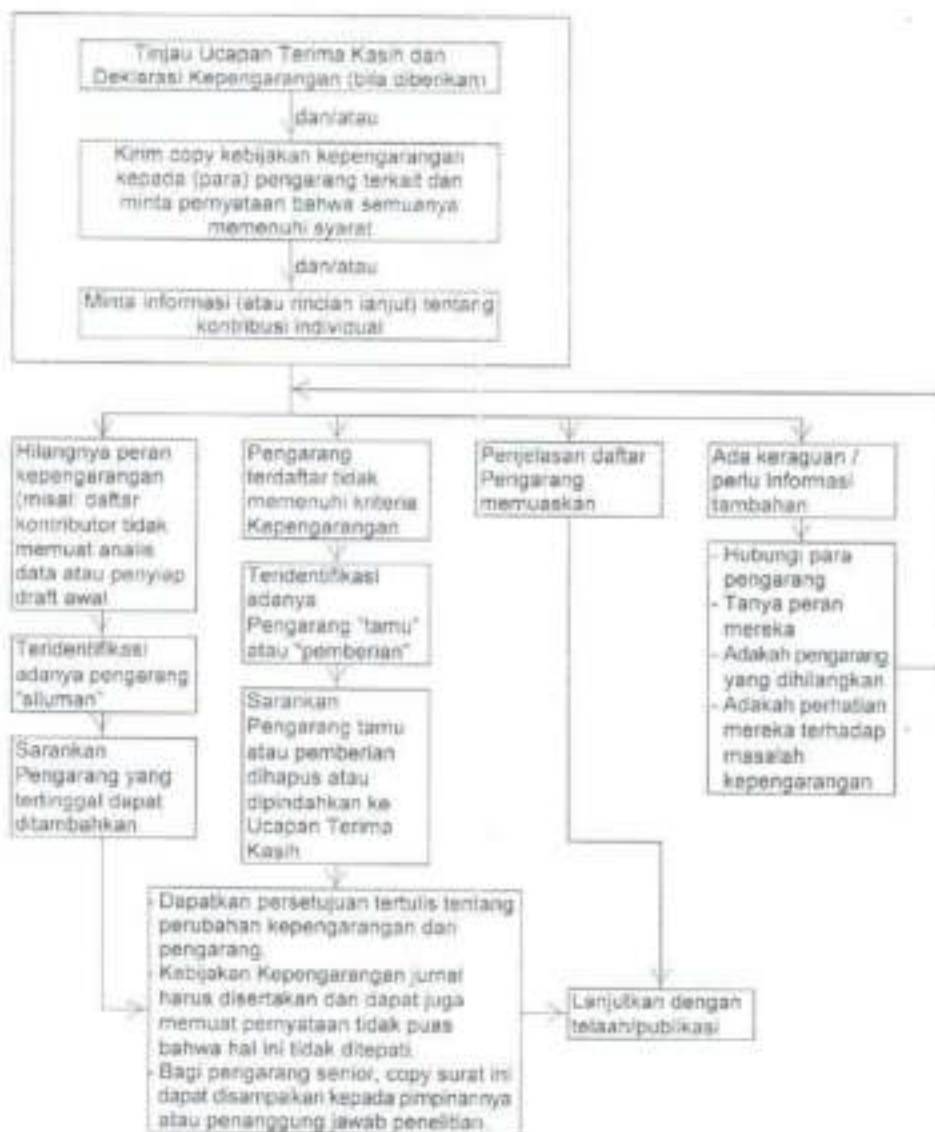 Tinjau Ucapan Terima Kasih dan
Deklarasi Kepengarangan (bila diberikan)
dan/atau
Kirim copy kebijakan kepengarangan
kepada (para) pengarang terkait dan
minta pernyataan bahwa semuanya
memenuhi syarat
dan/atau
Minta informasi (atau rincian lanjut) tentang
kontribusi individual
Hilangnya peran
kepengarangan
(misal: daftar
kontributor tidak
memuat analis
data atau penyiap
draft awal
Teridentifikasi
adanya pengarang
"siluman"
Sarankan
Pengarang yang
tertinggal dapat
ditambahkan
Pengarang
terdaftar tidak
memenuhi kriteria
Kepengarangan
Teridentifikasi
adanya
Pengarang "tamu"
atau "pemberian"
Sarankan
Pengarang tamu
atau pemberian
dihapus atau
dipindahkan ke
Ucapan Terima
Kasih
Penjelasan daftar
Pengarang
memuaskan
Ada keraguan /
perlu Informasi
tambahan
- Hubungi para
pengarang
- Tanya peran
mereka
- Adakah pengarang
yang dihilangkan
- Adakah perhatian
mereka terhadap
masalah
kepengarangan
- Dapatkan persetujuan tertulis tentang
perubahan kepengarangan dari
pengarang.
- Kebijakan Kepengarangan jurnal
harus disertakan dan dapat juga
memuat pernyataan tidak puas
bahwa hal ini tidak ditepati.
- Bagi pengarang senior, copy surat ini
dapat disampaikan kepada pimpinannya
atau penanggung jawab penelitian.
Lanjutkan dengan
telaah/publikasi